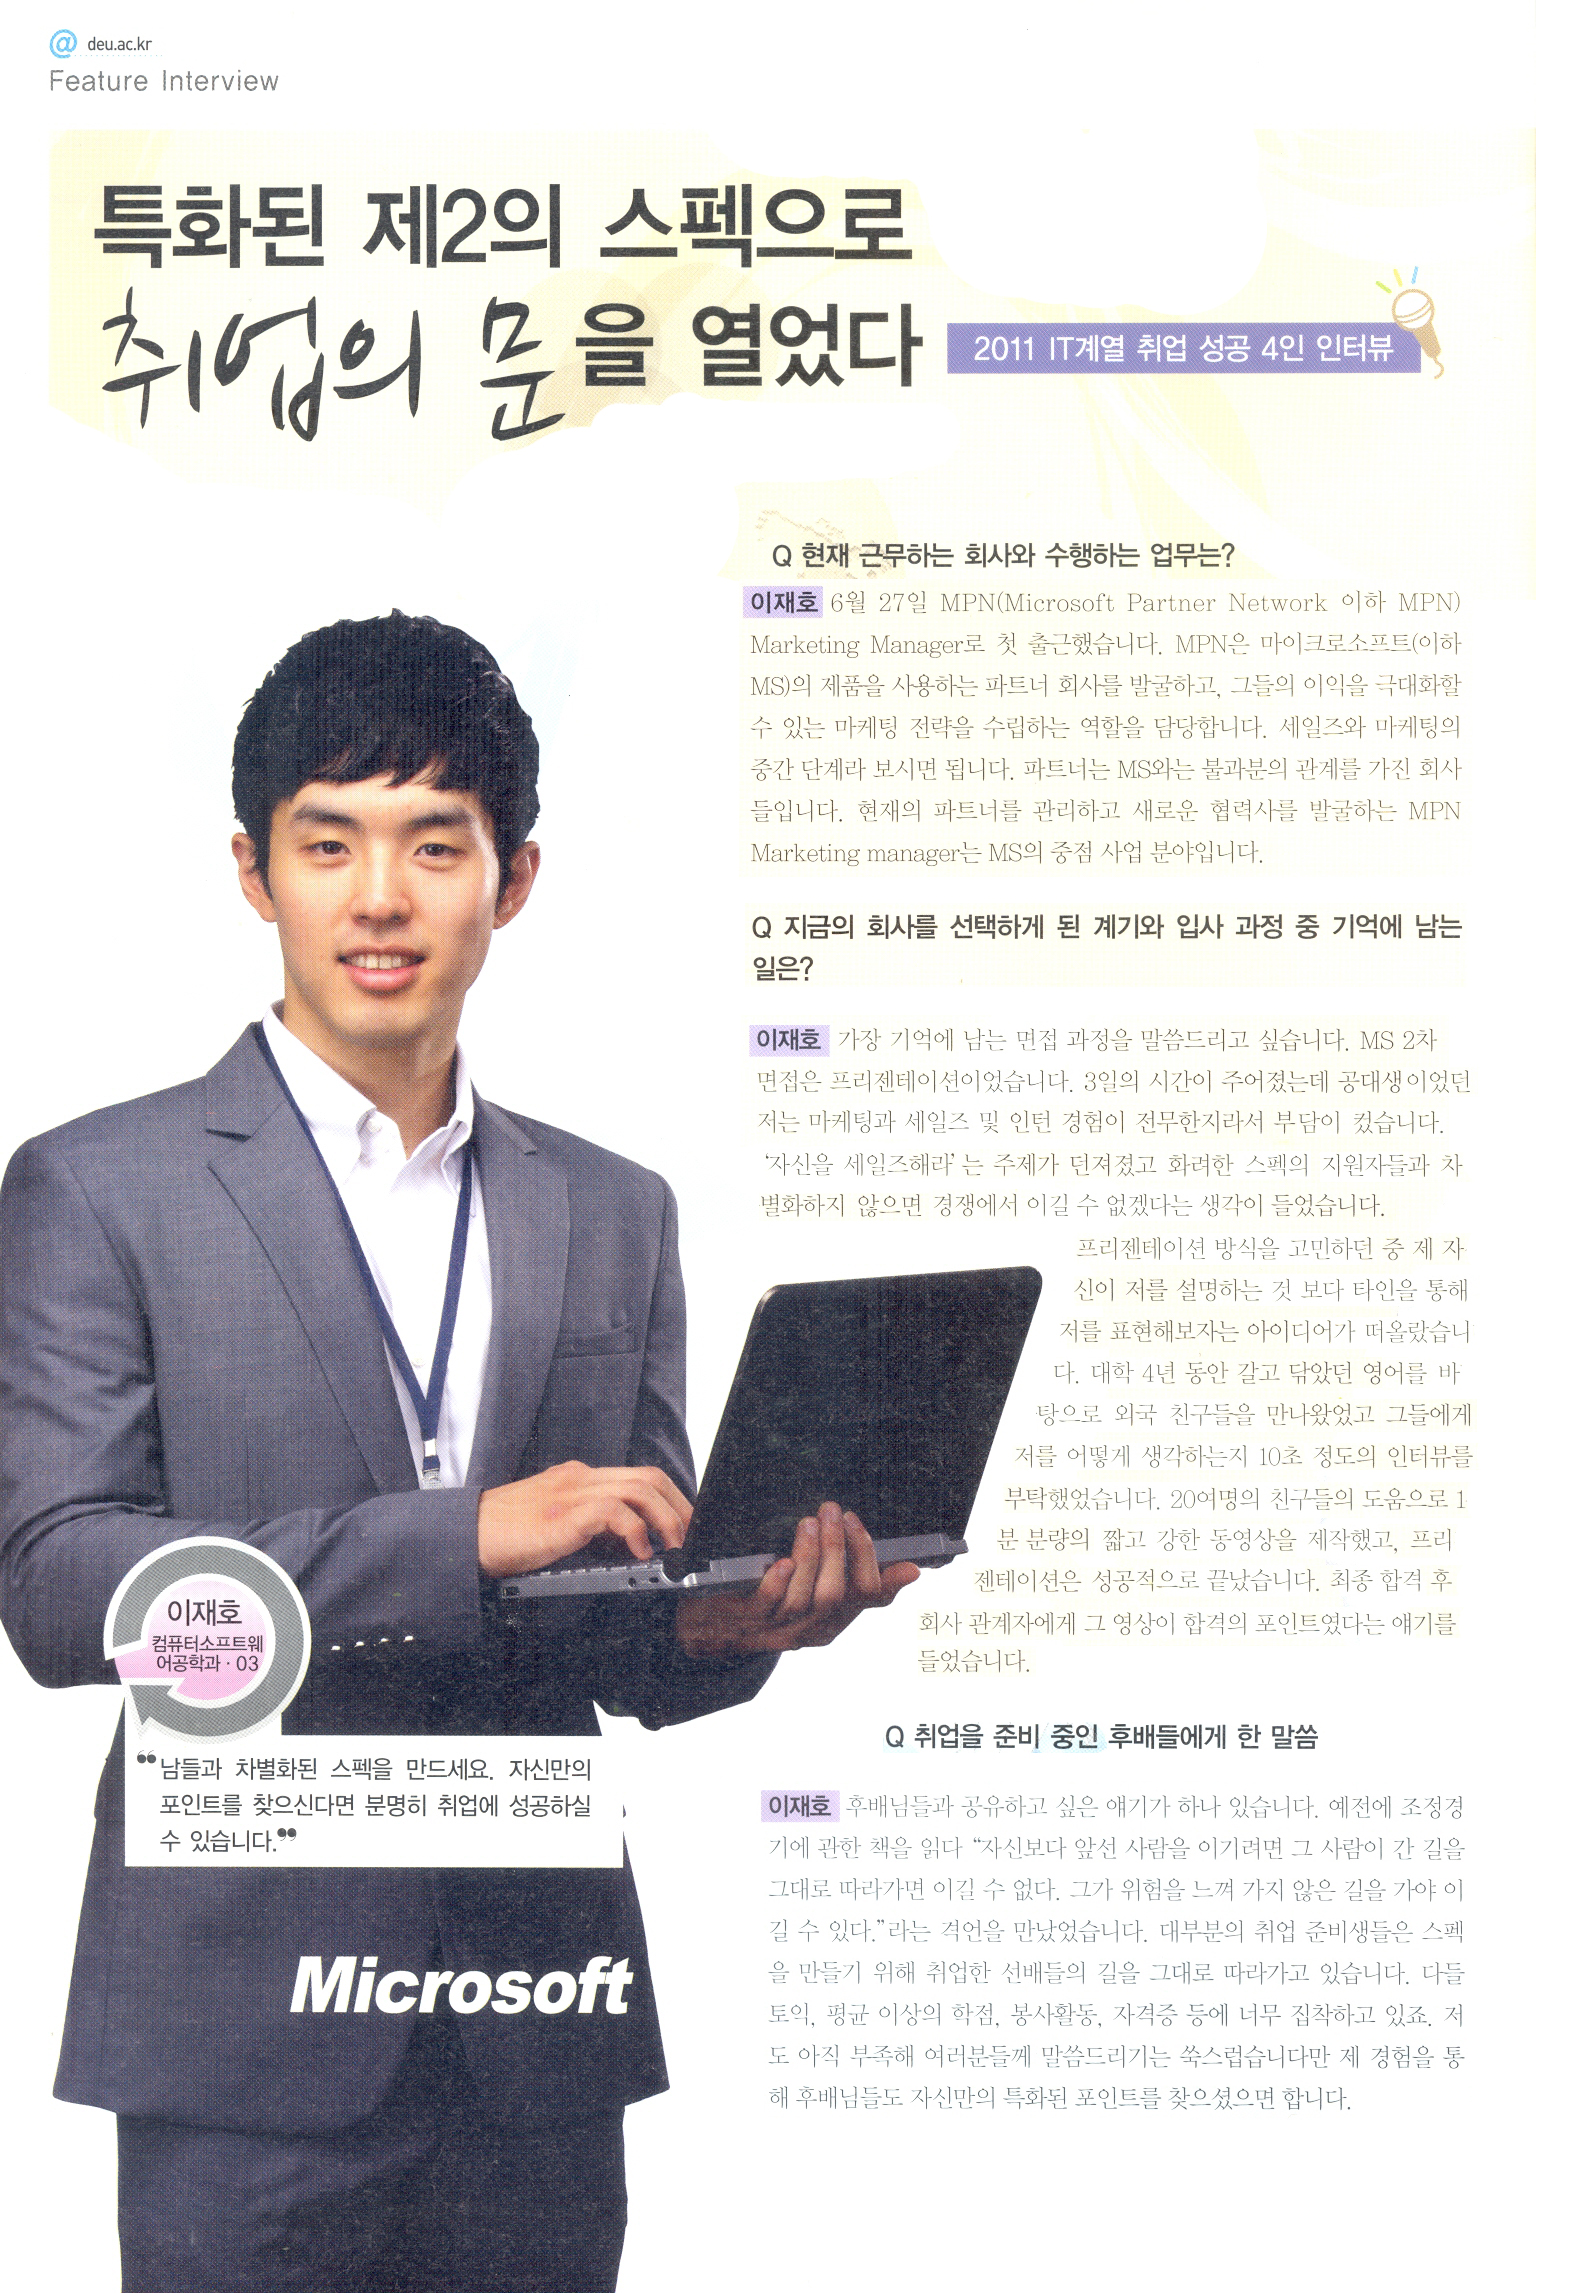 @ deu.ac.kr
Feature Interview
특화된 제2의 스펙으로
취업의 문을 열었다
2011 IT계열 취업 성공 4인 인터뷰
Q 현재 근무하는 회사와 수행하는 업무는?
이재호 6월 27일 MPN(Microsoft Partner Network 이하 MPN)
Marketing Manager로 첫 출근했습니다. MPN은 마이크로소프트(이하
MS)의 제품을 사용하는 파트너 회사를 발굴하고, 그들의 이익을 극대화할
수 있는 마케팅 전략을 수립하는 역할을 담당합니다. 세일즈와 마케팅의
중간 단계라 보시면 됩니다. 파트너는 MS와는 불과분의 관계를 가진 회사
들입니다. 현재의 파트너를 관리하고 새로운 협력사를 발굴하는 MPN
Marketing manager는 MS의 중점 사업 분야입니다.
Q 지금의 회사를 선택하게 된 계기와 입사 과정 중 기억에 남는
일은?
이재호 가장 기억에 남는 면접 과정을 말씀드리고 싶습니다. MS 2차
면접은 프리젠테이션이었습니다. 3일의 시간이 주어졌는데 공대생이었던
저는 마케팅과 세일즈 및 인턴 경험이 전무한지라서 부담이 컸습니다.
'자신을 세일즈해라'는 주제가 던져졌고 화려한 스펙의 지원자들과 차
별화하지 않으면 경쟁에서 이길 수 없겠다는 생각이 들었습니다.
프리젠테이션 방식을 고민하던 중 제 자
신이 저를 설명하는 것 보다 타인을 통해
저를 표현해보자는 아이디어가 떠올랐습니
다. 대학 4년 동안 갈고 닦았던 영어를 바
탕으로 외국 친구들을 만나왔었고 그들에게
저를 어떻게 생각하는지 10초 정도의 인터뷰를
부탁했었습니다. 20여명의 친구들의 도움으로 1
분 분량의 짧고 강한 동영상을 제작했고, 프리
젠테이션은 성공적으로 끝났습니다. 최종 합격 후
회사 관계자에게 그 영상이 합격의 포인트였다는 얘기를
들었습니다.
Q 취업을 준비 중인 후배들에게 한 말씀
이재호 후배님들과 공유하고 싶은 얘기가 하나 있습니다. 예전에 조정경
기에 관한 책을 읽다 “자신보다 앞선 사람을 이기려면 그 사람이 간 길을
그대로 따라가면 이길 수 없다. 그가 위험을 느껴 가지 않은 길을 가야 이
길 수 있다.”라는 격언을 만났었습니다. 대부분의 취업 준비생들은 스펙
을 만들기 위해 취업한 선배들의 길을 그대로 따라가고 있습니다. 다들
토익, 평균 이상의 학점, 봉사활동, 자격증 등에 너무 집착하고 있죠. 저
도 아직 부족해 여러분들께 말씀드리기는 쑥스럽습니다만 제 경험을 통
해 후배님들도 자신만의 특화된 포인트를 찾으셨으면 합니다.
이재호
컴퓨터소프트웨
어공학과 · 03
“남들과 차별화된 스펙을 만드세요. 자신만의
포인트를 찾으신다면 분명히 취업에 성공하실
수 있습니다.”
Microsoft